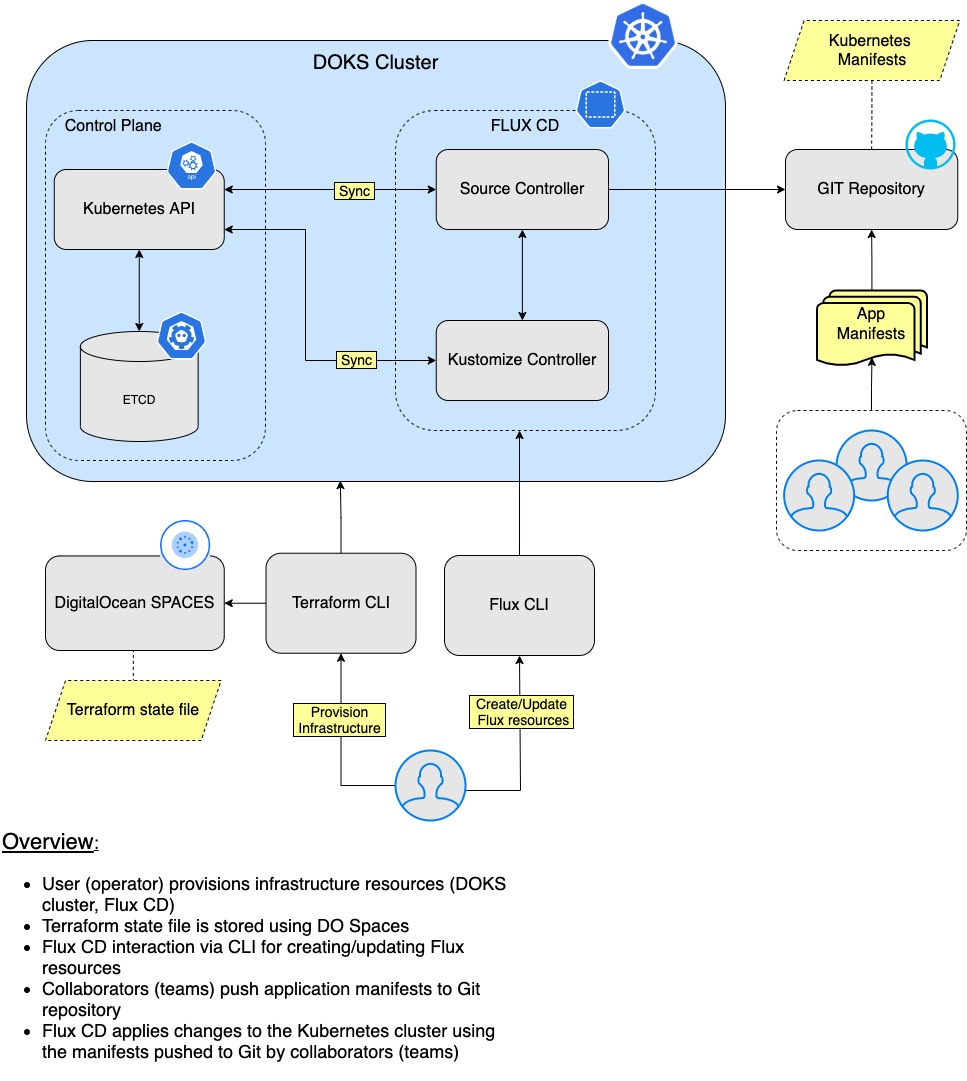 DOKS Cluster
Kubernetes
Manifests
Control Plane
FLUX CD
api
Kubernetes API
Sync
Source Controller
GIT Repository
App
Manifests
Sync
Kustomize Controller
ETCD
DigitalOcean SPACES
Terraform CLI
Flux CLI
Terraform state file
Provision
Infrastructure
Create/Update
Flux resources
Overview:
• User (operator) provisions infrastructure resources (DOKS
cluster, Flux CD)
• Terraform state file is stored using DO Spaces
• Flux CD interaction via CLI for creating/updating Flux
resources
• Collaborators (teams) push application manifests to Git
repository
• Flux CD applies changes to the Kubernetes cluster using
the manifests pushed to Git by collaborators (teams)